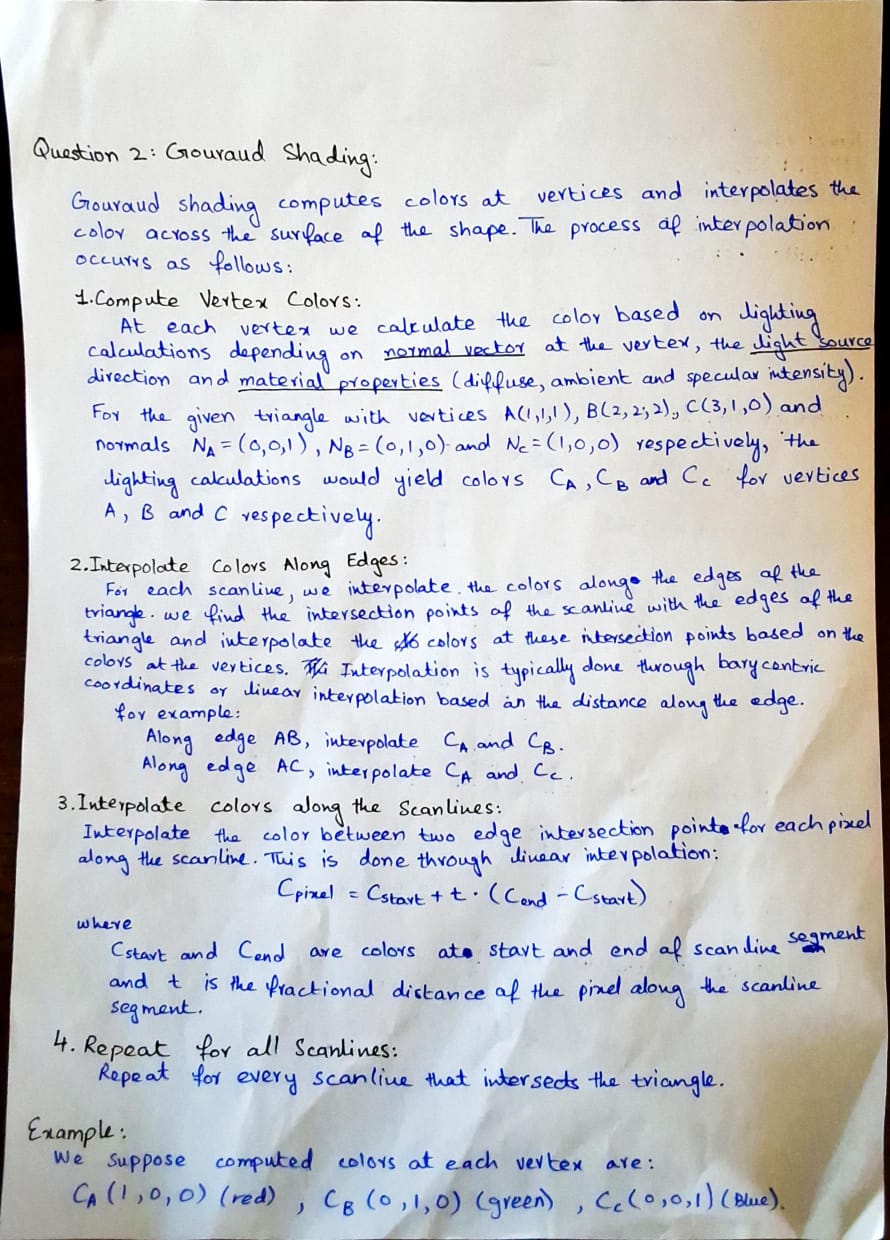 Question 2: Gouraud Shading:
Gouraud shading computes colors at vertices and interpolates the
color across the surface of the shape. The process of interpolation
occurrs as follows:
1. Compute Vertex Colors:
At each vertex we calculate the color based on lighting
calculations depending on normal vector at the vertex, the light source
direction and material properties (diffuse, ambient and specular intensity).
For the given triangle with vertices A(1,1,1), B(2,2,2), C(3,1,0) and
normals N_A = (0,0,1), N_B = (0,1,0) and N_C = (1,0,0) respectively, the
lighting calculations would yield colors C_A, C_B and C_C for vertices
A, B and C respectively.
2. Interpolate Colors Along Edges:
For each scanline, we interpolate the colors along the edges of the
triangle. we find the intersection points of the scanline with the edges of the
triangle and interpolate the colors at these intersection points based on the
colors at the vertices. Interpolation is typically done through barycentric
coordinates or linear interpolation based on the distance along the edge.
for example:
Along edge AB, interpolate C_A and C_B.
Along edge AC, interpolate C_A and C_C.
3. Interpolate colors along the Scanlines:
Interpolate the color between two edge intersection points for each pixel
along the scanline. This is done through linear interpolation:
Cpixel = Cstart + t · (Cend - Cstart)
where
Cstart and Cend are colors at start and end of scanline segment
and t is the fractional distance of the pixel along the scanline
segment.
4. Repeat for all Scanlines:
Repeat for every scanline that intersects the triangle.
Example:
We suppose computed colors at each vertex are:
C_A (1,0,0) (red), C_B (0,1,0) (green), C_C (0,0,1) (Blue).